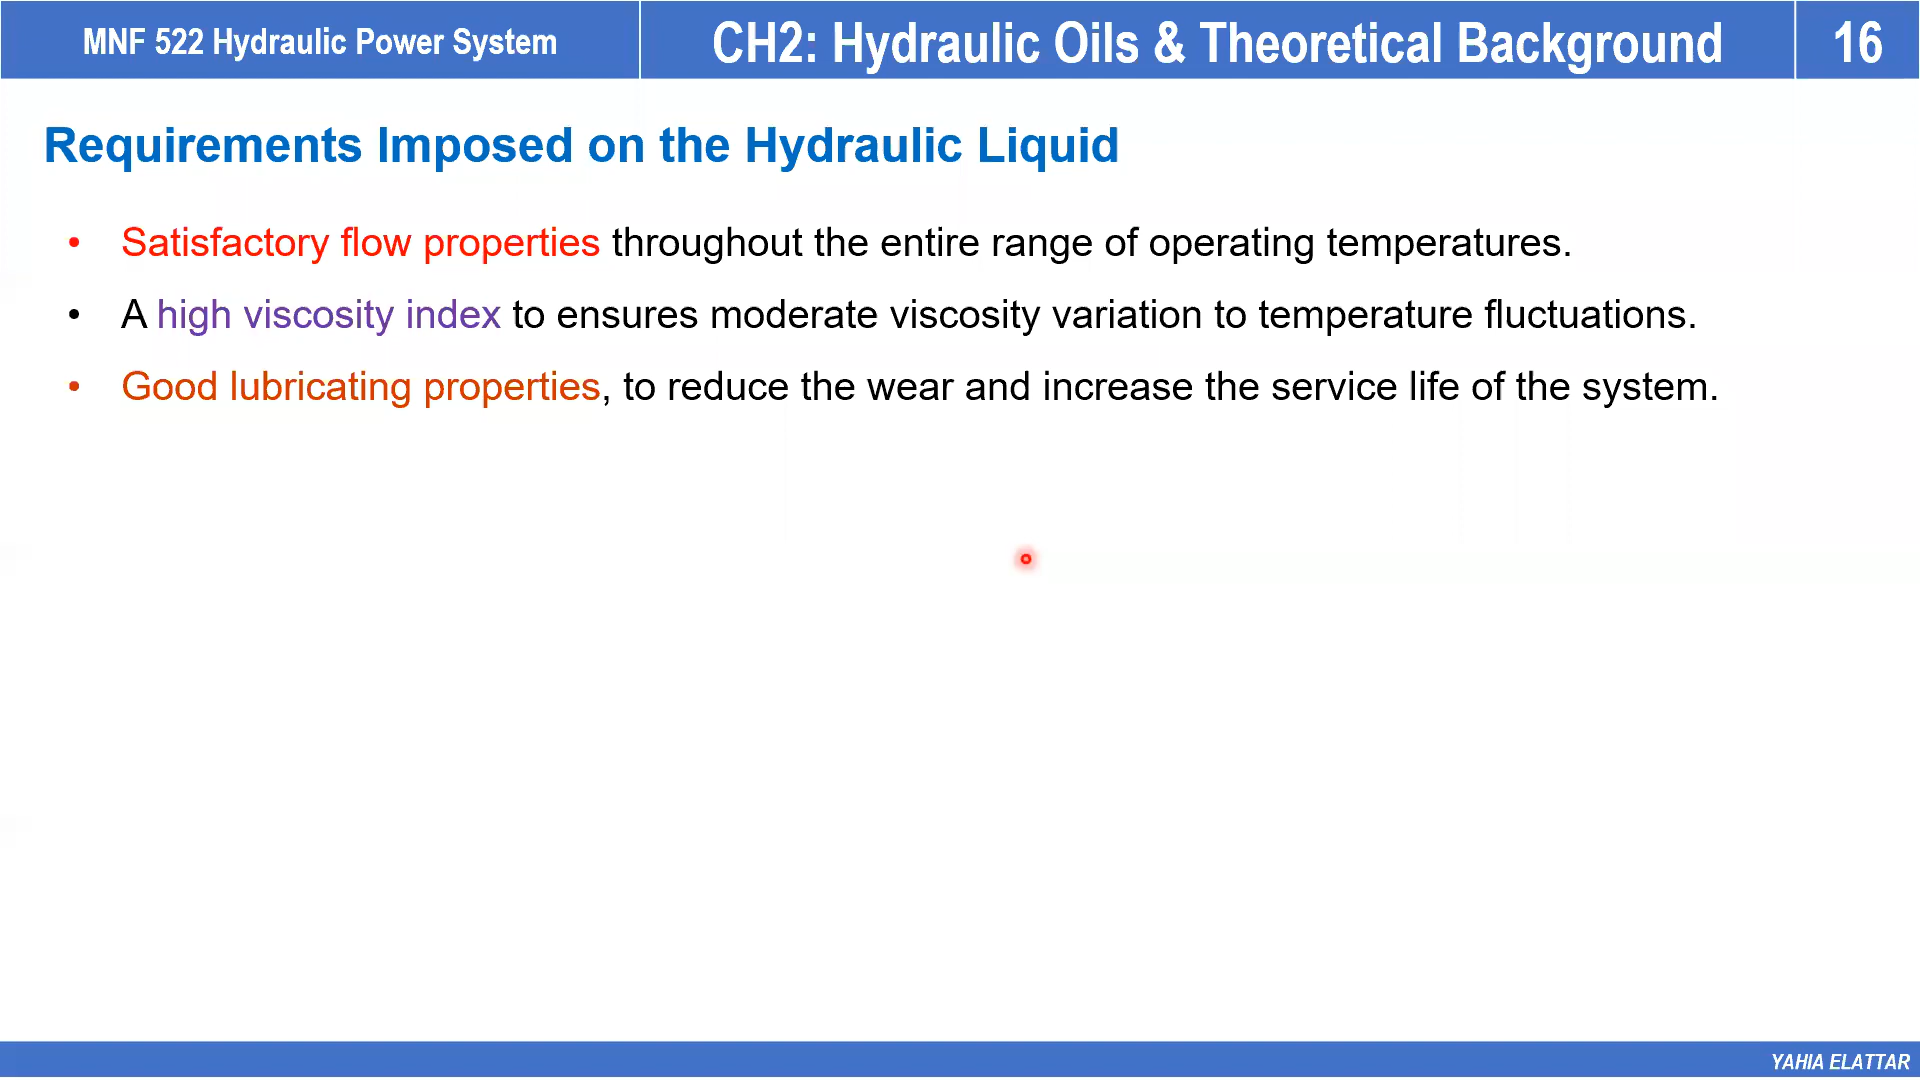 MNF 522 Hydraulic Power System
CH2: Hydraulic Oils & Theoretical Background
16
Requirements Imposed on the Hydraulic Liquid
• Satisfactory flow properties throughout the entire range of operating temperatures.
• A high viscosity index to ensures moderate viscosity variation to temperature fluctuations.
• Good lubricating properties, to reduce the wear and increase the service life of the system.
YAHIA ELATTAR